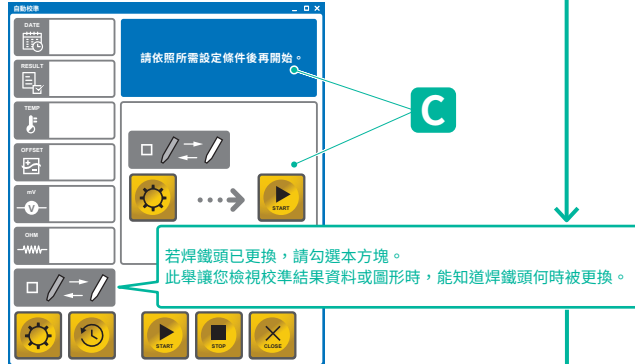 自動校準
DATE
請依照所需設定條件後再開始。
RESULT
TEMP
C
OFFSET
mV
V
START
OHM
若焊鐵頭已更換，請勾選本方塊。
此舉讓您檢視校準結果資料或圖形時，能知道焊鐵頭何時被更換。
START
STOP
CLOSE